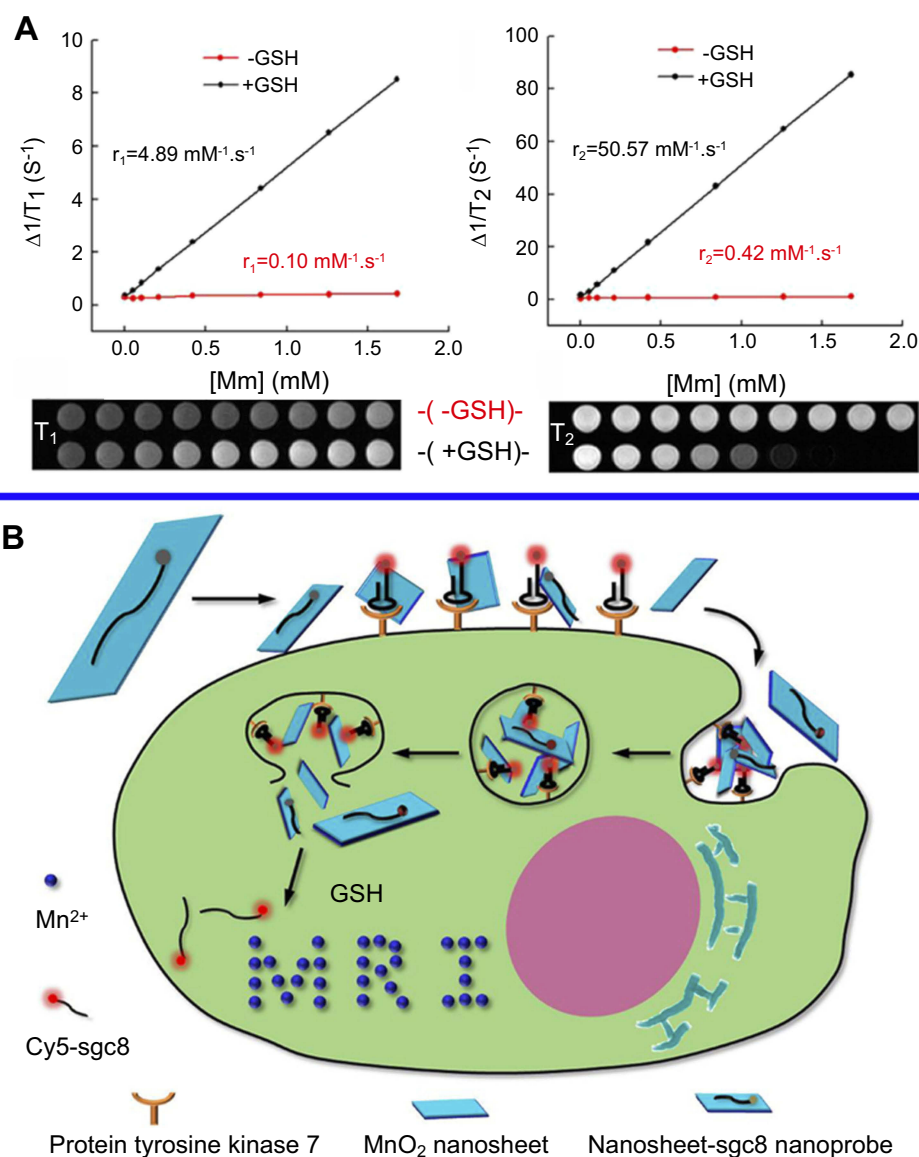 A
10
8
6
4
2
0
Δ1/T₁ (S⁻¹)
-GSH
+GSH
r₁=4.89 mM⁻¹.s⁻¹
r₁=0.10 mM⁻¹.s⁻¹
0.0 0.5 1.0 1.5 2.0
[Mm] (mM)
100
80
60
40
20
0
Δ1/T₂ (S⁻¹)
-GSH
+GSH
r₂=50.57 mM⁻¹.s⁻¹
r₂=0.42 mM⁻¹.s⁻¹
0.0 0.5 1.0 1.5 2.0
[Mm] (mM)
T₁
-( -GSH)-
-( +GSH)-
T₂
B
GSH
MRI
Mn²⁺
Cy5-sgc8
Protein tyrosine kinase 7
MnO₂ nanosheet
Nanosheet-sgc8 nanoprobe